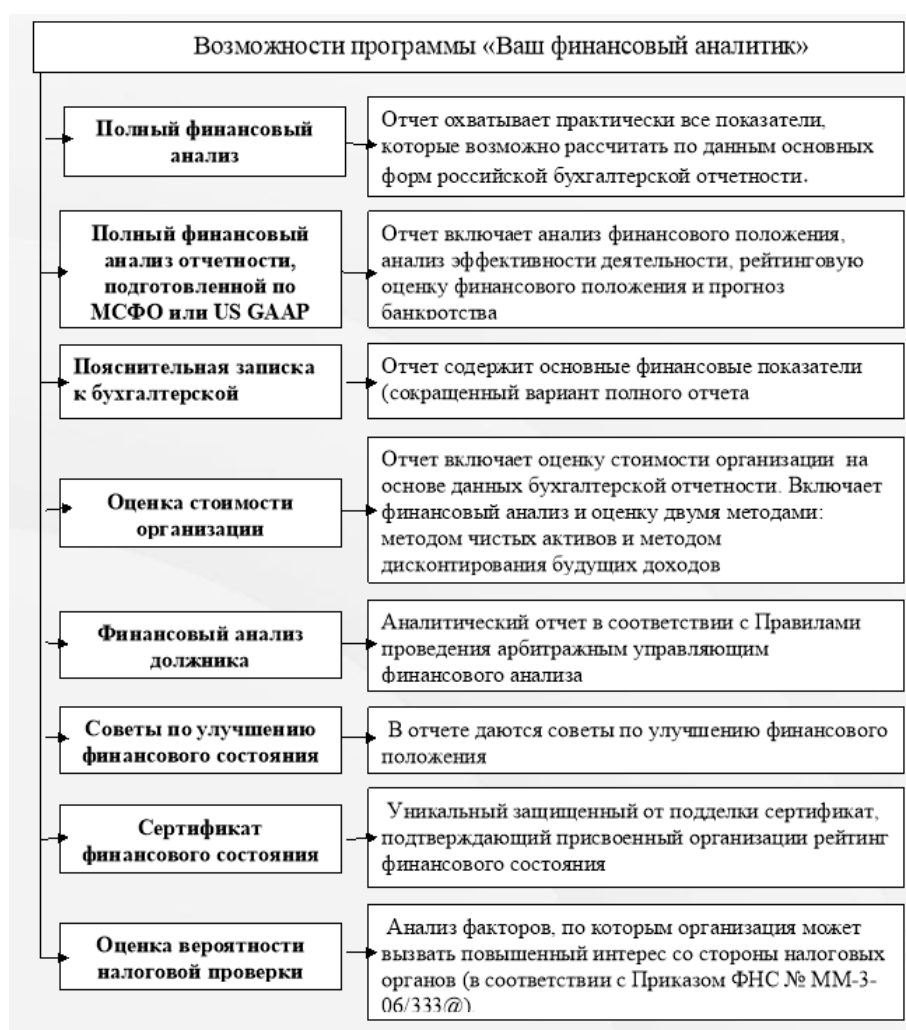 Возможности программы «Ваш финансовый аналитик»
Полный финансовый
анализ
Отчет охватывает практически все показатели,
которые возможно рассчитать по данным основных
форм российской бухгалтерской отчетности.
Полный финансовый
анализ отчетности,
подготовленной по
МСФО или US GAAP
Отчет включает анализ финансового положения,
анализ эффективности деятельности, рейтинговую
оценку финансового положения и прогноз
банкротства
Пояснительная записка
к бухгалтерской
Отчет содержит основные финансовые показатели
(сокращенный вариант полного отчета
Оценка стоимости
организации
Отчет включает оценку стоимости организации на
основе данных бухгалтерской отчетности. Включает
финансовый анализ и оценку двумя методами:
методом чистых активов и методом
дисконтирования будущих доходов
Финансовый анализ
должника
Аналитический отчет в соответствии с Правилами
проведения арбитражным управляющим
финансового анализа
Советы по улучшению
финансового состояния
В отчете даются советы по улучшению финансового
положения
Сертификат
финансового состояния
Уникальный защищенный от подделки сертификат,
подтверждающий присвоенный организации рейтинг
финансового состояния
Оценка вероятности
налоговой проверки
Анализ факторов, по которым организация может
вызвать повышенный интерес со стороны налоговых
органов (в соответствии с Приказом ФНС № ММ-3-
06/333@)